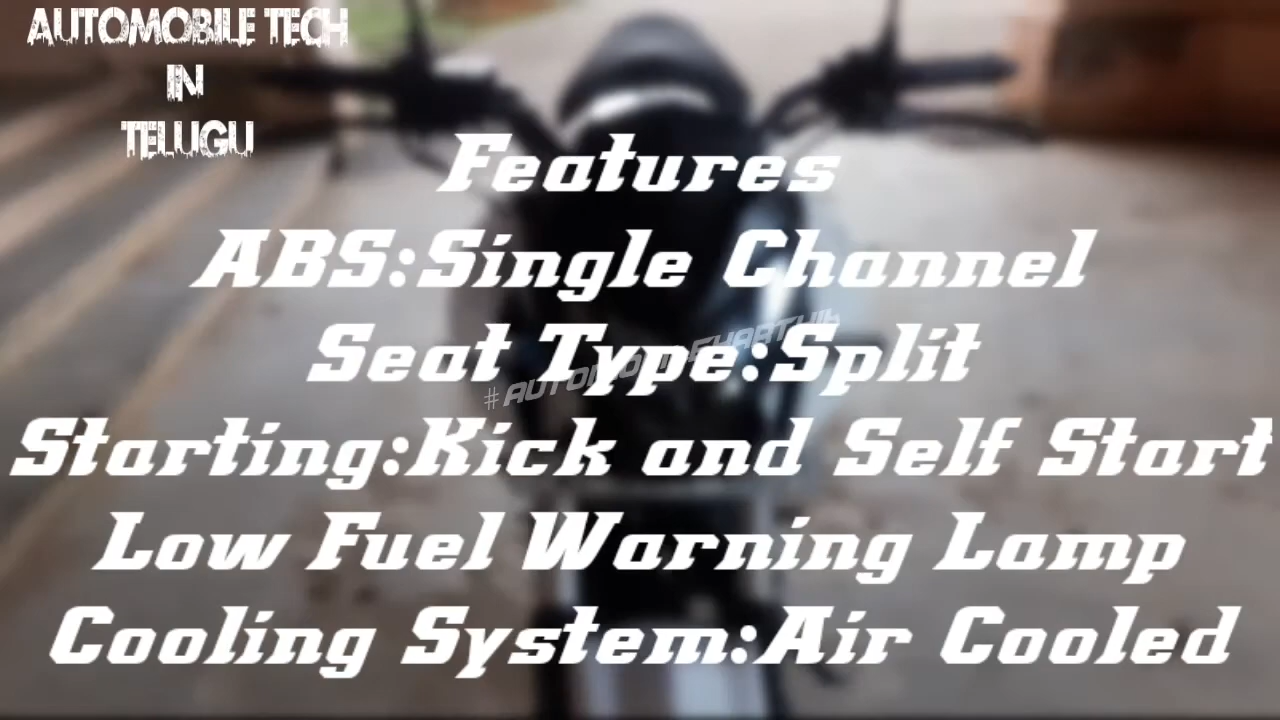 AUTOMOBILE TECH
IN
TELUGU
Features
ABS:Single Channel
Seat Type:Split
#AUTOMOBILEKARTHIK
Starting:Kick and Self Start
Low Fuel Warning Lamp
Cooling System:Air Cooled